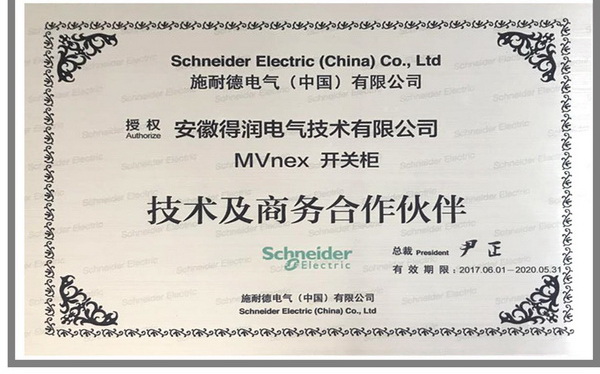 Schneider Electric (China) Co., Ltd
施耐德电气（中国）有限公司
授权 安徽得润电气技术有限公司
Authorize
MVnex 开关柜
技术及商务合作伙伴
Schneider
Electric
总裁 President 尹正
有效期限：2017.06.01－2020.05.31
施耐德电气（中国）有限公司
Schneider Electric (China) Co., Ltd